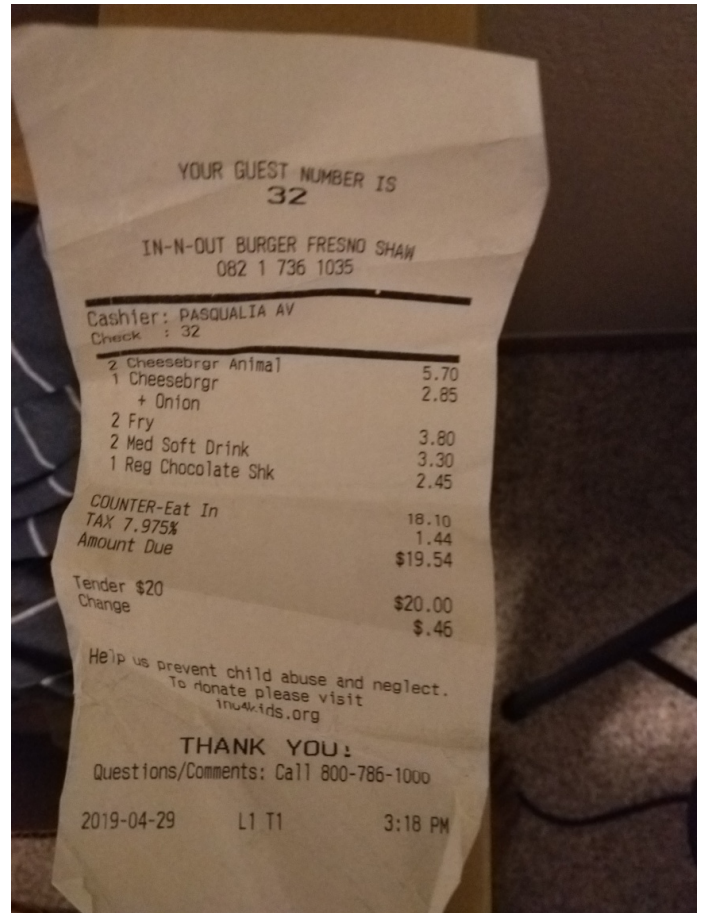 YOUR GUEST NUMBER IS
32
IN-N-OUT BURGER FRESNO SHAW
082 1 736 1035
Cashier: PASQUALIA AV
Check : 32
2 Cheesebrgr Animal 5.70
1 Cheesebrgr 2.85
+ Onion
2 Fry 3.80
2 Med Soft Drink 3.30
1 Reg Chocolate Shk 2.45
COUNTER-Eat In 18.10
TAX 7.975% 1.44
Amount Due $19.54
Tender $20 $20.00
Change $.46
Help us prevent child abuse and neglect.
To donate please visit
ino4kids.org
THANK YOU!
Questions/Comments: Call 800-786-1000
2019-04-29 L1 T1 3:18 PM